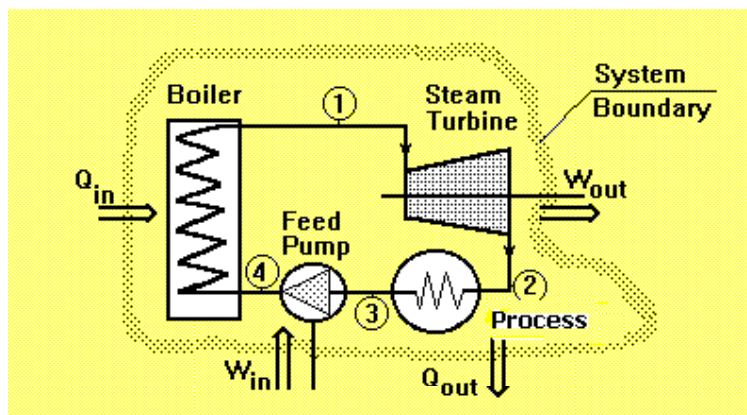 System
Boundary
Boiler
1
Steam
Turbine
Qin
Wout
Feed
Pump
4
3
2
Process
Win
Qout